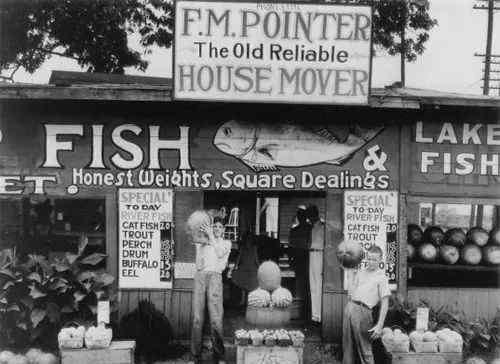 F.M. POINTER
The Old Reliable
HOUSE MOVER
FISH &
LAKE
FISH
ET. Honest Weights, Square Dealings
SPECIAL
TO DAY
RIVER FISH
CAT FISH
TROUT
PERCH
DRUM
BUFFALO
EEL
SPECIAL
TO DAY
RIVER FISH
CAT FISH
TROUT